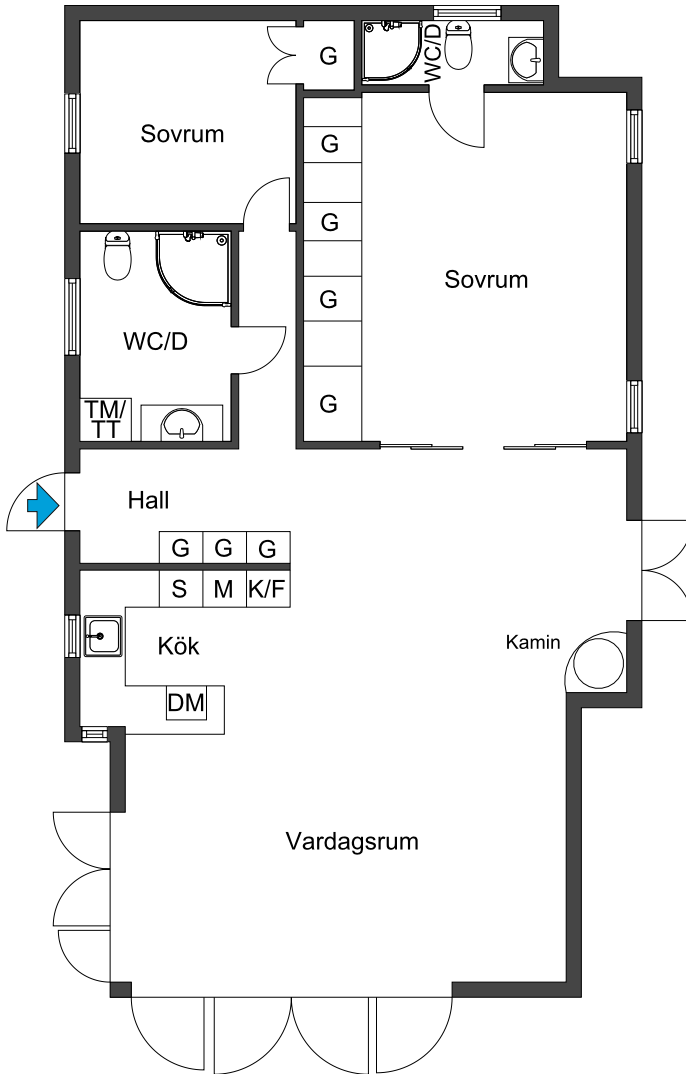 G
WC/D
Sovrum
G
G
G
G
Sovrum
WC/D
TM/
TT
Hall
G G G
S M K/F
Kök
Kamin
DM
Vardagsrum